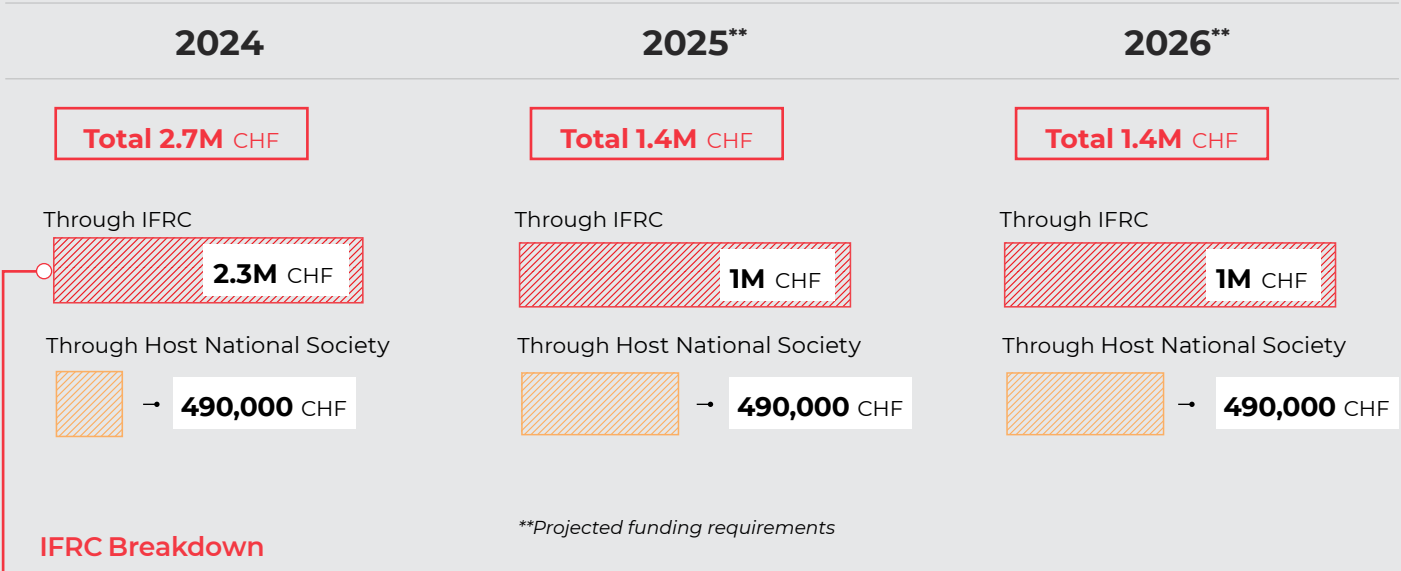 2024 2025** 2026**
Total 2.7M CHF Total 1.4M CHF Total 1.4M CHF
Through IFRC Through IFRC Through IFRC
2.3M CHF 1M CHF 1M CHF
Through Host National Society Through Host National Society Through Host National Society
490,000 CHF 490,000 CHF 490,000 CHF
**Projected funding requirements
IFRC Breakdown